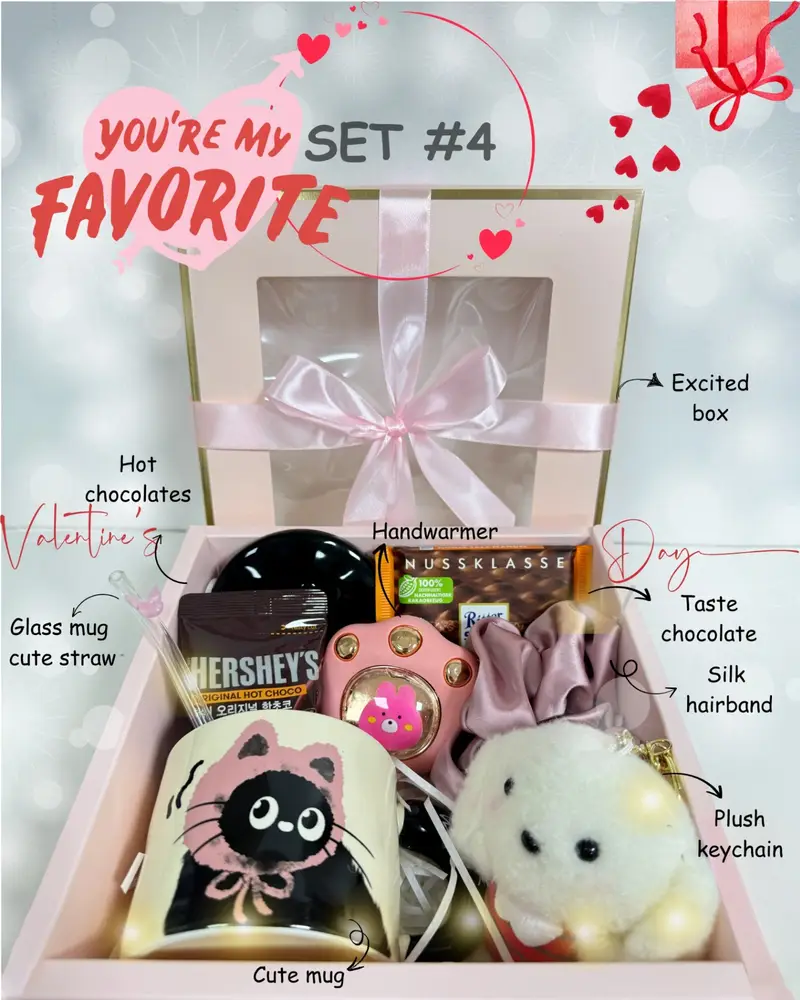 YOU'RE MY
FAVORITE
SET #4
Excited
box
Hot
chocolates
Valentine's
Day
Handwarmer
NUSSKLASSE
100%
Ritter
Taste
chocolate
Glass mug
cute straw
HERSHEY'S
ORIGINAL HOT CHOCO
오리지널 핫초코
Silk
hairband
Plush
keychain
Cute mug